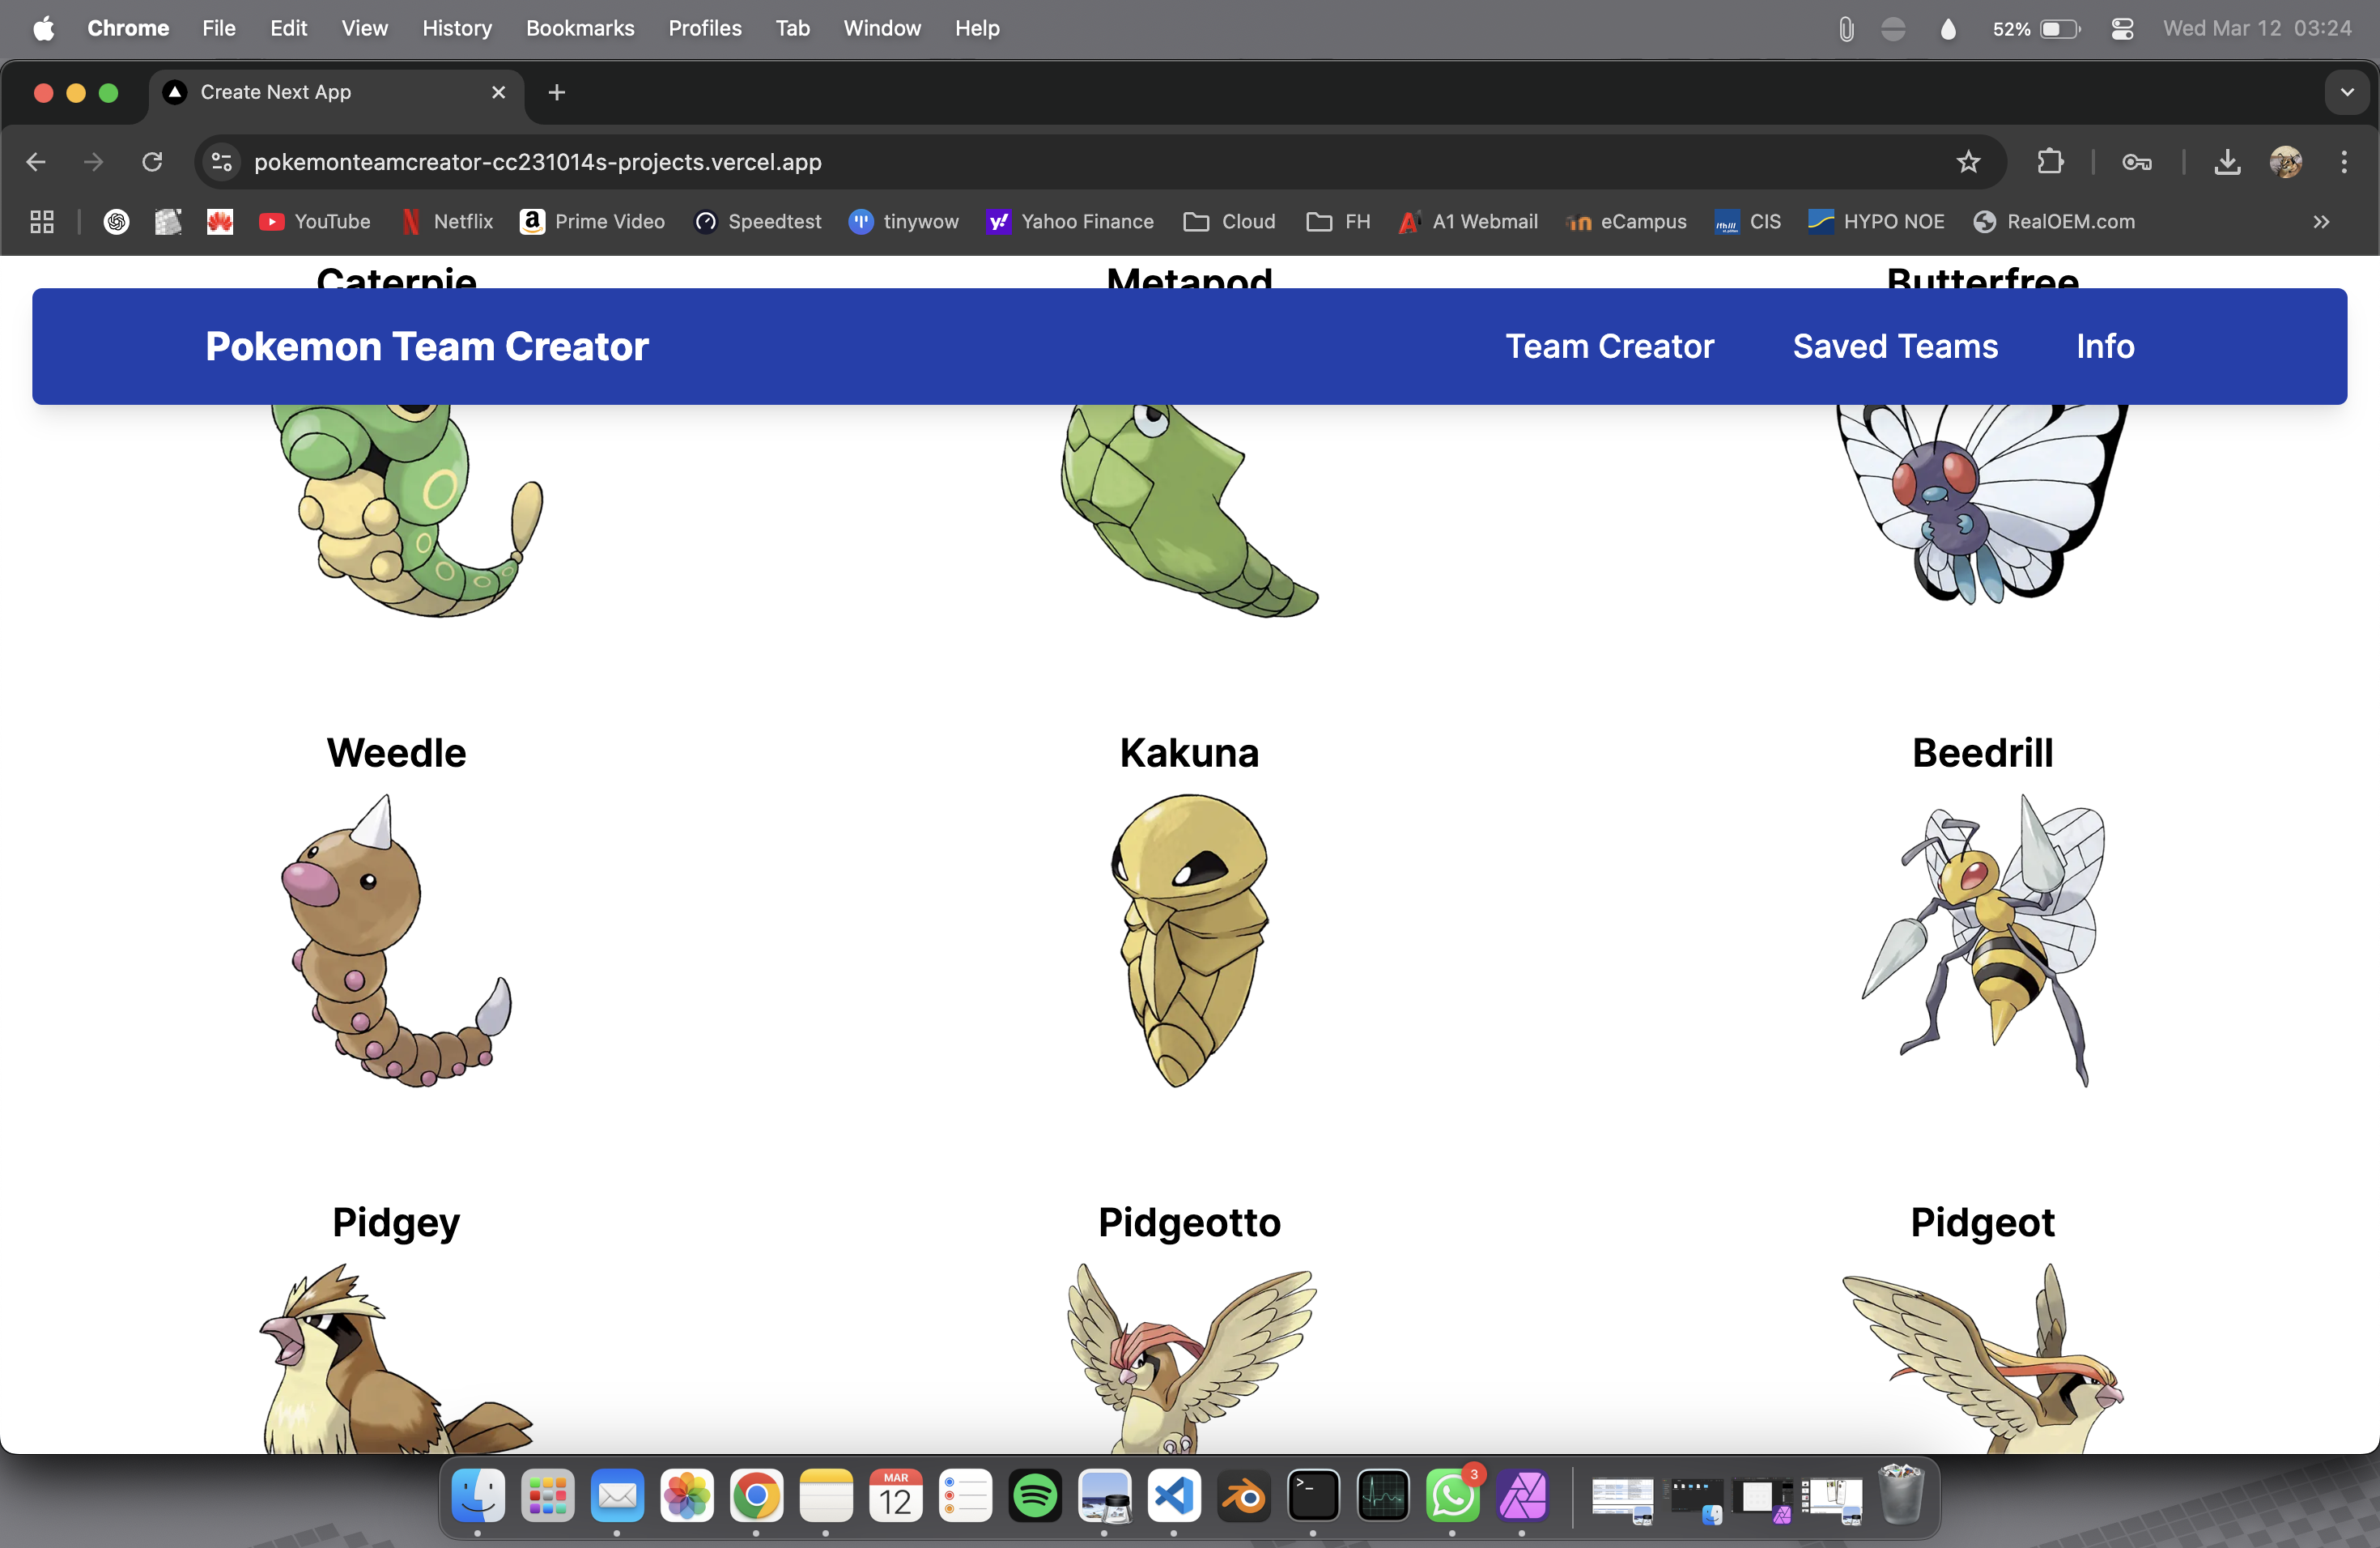 Chrome File Edit View History Bookmarks Profiles Tab Window Help 52% Wed Mar 12 03:24
Create Next App
pokemonteamcreator-cc231014s-projects.vercel.app
YouTube Netflix Prime Video Speedtest tinywow Yahoo Finance Cloud FH A1 Webmail eCampus CIS HYPO NOE RealOEM.com
Caterpie Metapod Butterfree
Pokemon Team Creator Team Creator Saved Teams Info
Weedle Kakuna Beedrill
Pidgey Pidgeotto Pidgeot
MAR
12
3